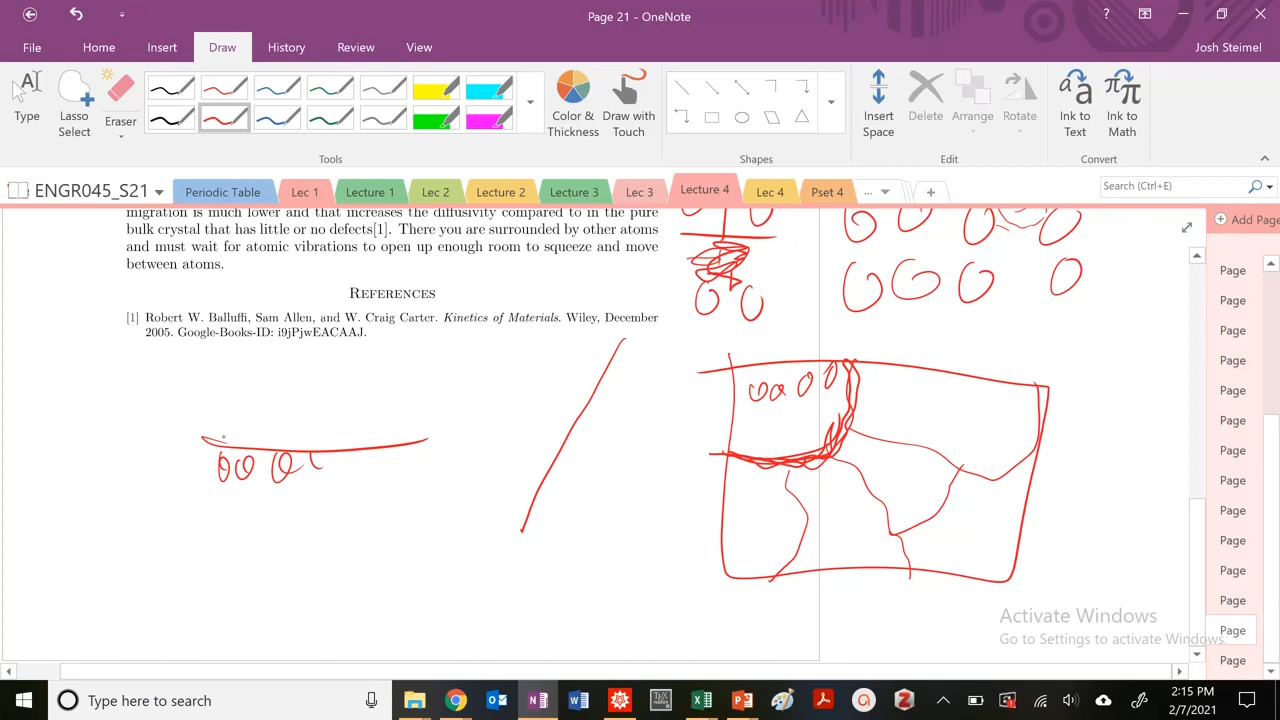 Page 21 - OneNote
?
Josh Steimel
File Home Insert Draw History Review View
Type
Lasso Select
Eraser
Color & Thickness
Draw with Touch
Insert Space
Delete
Arrange
Rotate
Ink to Text
Ink to Math
Tools
Shapes
Edit
Convert
ENGR045_S21
Periodic Table Lec 1 Lecture 1 Lec 2 Lecture 2 Lecture 3 Lec 3 Lecture 4 Lec 4 Pset 4 ...
Search (Ctrl+E)
Add Page
migration is much lower and that increases the diffusivity compared to in the pure
bulk crystal that has little or no defects[1]. There you are surrounded by other atoms
and must wait for atomic vibrations to open up enough room to squeeze and move
between atoms.
REFERENCES
[1] Robert W. Balluffi, Sam Allen, and W. Craig Carter. Kinetics of Materials. Wiley, December
2005. Google-Books-ID: i9jPjwEACAAJ.
Page
Page
Page
Page
Page
Page
Page
Page
Page
Page
Page
Page
Page
Page
Activate Windows
Go to Settings to activate Windows.
Type here to search
2:15 PM
2/7/2021